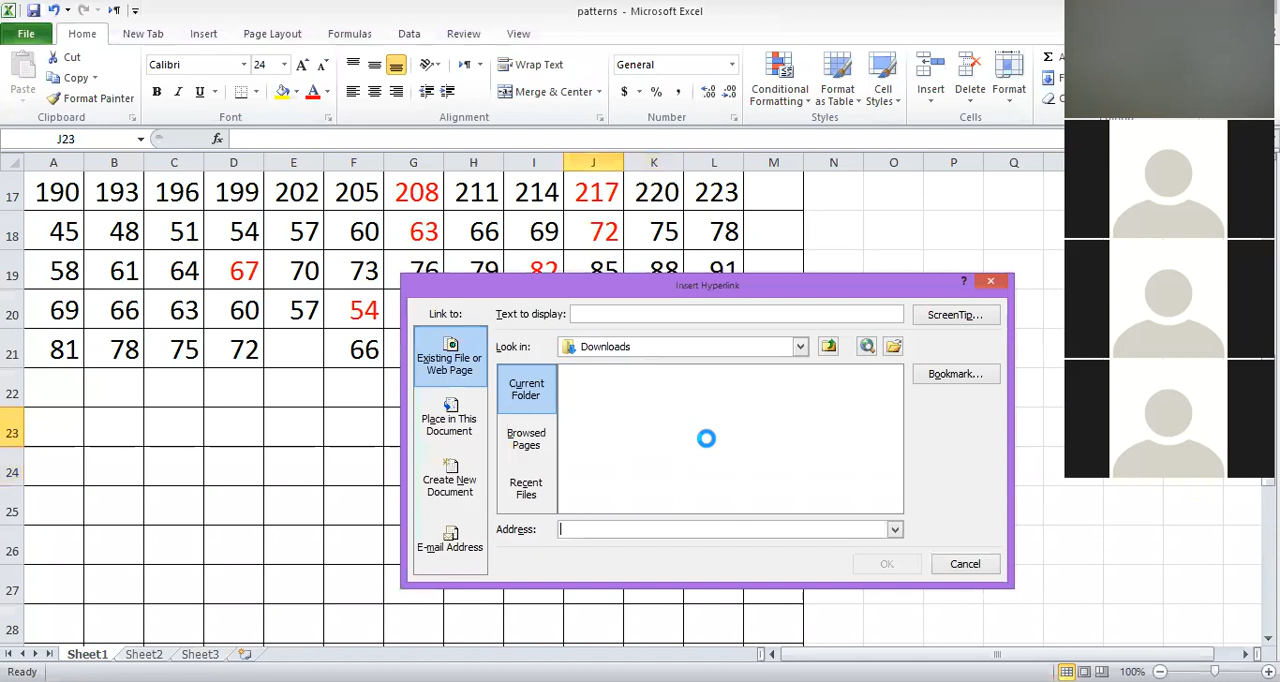 patterns - Microsoft Excel
File Home New Tab Insert Page Layout Formulas Data Review View
Paste Cut Calibri 24 Wrap Text General Conditional Formatting Format as Table Cell Styles Insert Delete Format
Copy Merge & Center
Format Painter
Clipboard Font Alignment Number Styles Cells
J23 fx
A B C D E F G H I J K L M N O P Q
17 190 193 196 199 202 205 208 211 214 217 220 223
18 45 48 51 54 57 60 63 66 69 72 75 78
19 58 61 64 67 70 73 76 79 82 85 88 91
20 69 66 63 60 57 54
21 81 78 75 72 66
22
23
24
25
26
27
28
Insert Hyperlink
?
Link to:
Text to display:
ScreenTip...
Existing File or Web Page
Look in: Downloads
Bookmark...
Current Folder
Place in This Document
Browsed Pages
Create New Document
Recent Files
E-mail Address
Address:
OK Cancel
Sheet1 Sheet2 Sheet3
Ready 100%